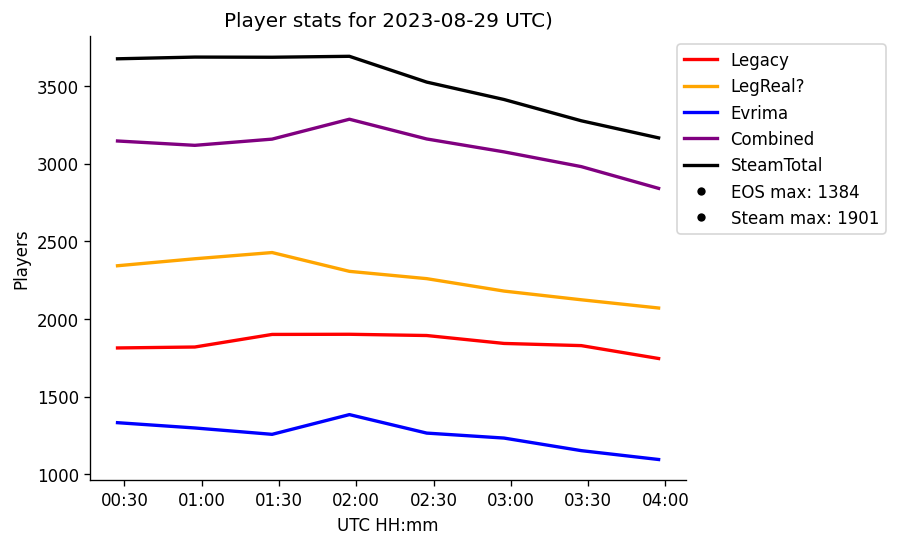 Player stats for 2023-08-29 UTC)
Legacy
LegReal?
Evrima
Combined
SteamTotal
EOS max: 1384
Steam max: 1901
Players
3500
3000
2500
2000
1500
1000
00:30 01:00 01:30 02:00 02:30 03:00 03:30 04:00
UTC HH:mm